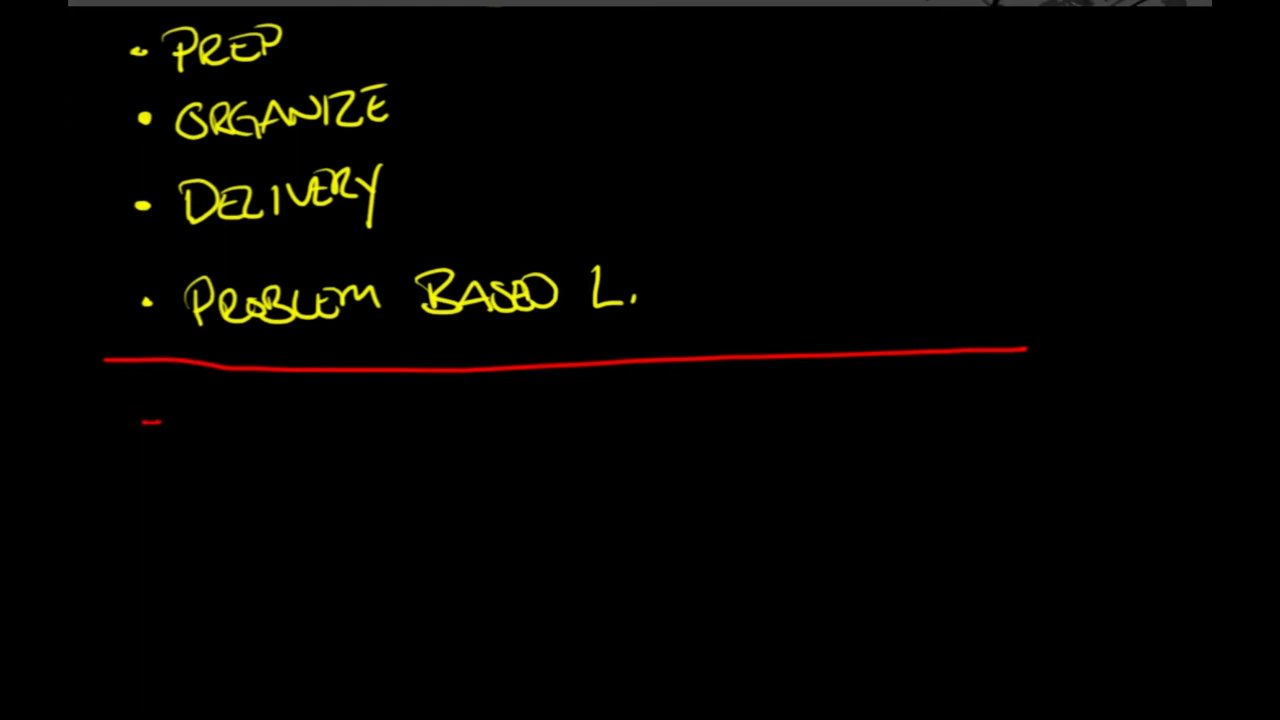 • PREP
• ORGANIZE
• DELIVERY
• PROBLEM BASED L.
-